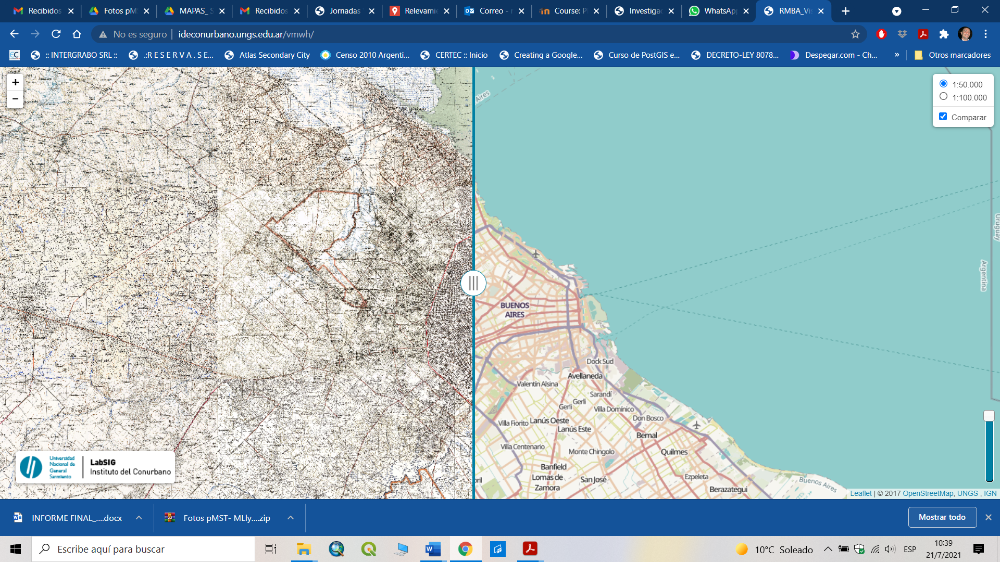 Recibidos
Fotos pM
MAPAS_ S
Recibidos
Jornadas
Relevamie
Correo - r
Course: P
Investiga
WhatsAp
RMBA_Vi
No es seguro
ideconurbano.ungs.edu.ar/vmwh/
:: INTERGRABO SRL ::
.:R E S E R V A . S E...
Atlas Secondary City
Censo 2010 Argenti...
CERTEC :: Inicio
Creating a Google...
Curso de PostGIS e...
DECRETO-LEY 8078...
Despegar.com - Ch...
»
Otros marcadores
+
−
1:50.000
1:100.000
Comparar
Aires
Uruguay
Argentina
BUENOS
AIRES
Dock Sud
Avellaneda
Valentín Alsina
Sarandí
Gerli
Gerli
Villa Domínico
Don Bosco
Villa Fiorito
Lanús Oeste
Lanús Este
Bernal
Villa Centenario
Monte Chingolo
Quilmes
Banfield
Lomas de
Zamora
San José
Ezpeleta
Berazategui
Buenos Aires
ril
Universidad
Nacional de
General
Sarmiento
LabSIG
Instituto del Conurbano
Leaflet | © 2017 OpenStreetMap, UNGS , IGN
INFORME FINAL_....docx
Fotos pMST- MLly....zip
Mostrar todo
Escribe aquí para buscar
10°C Soleado
ESP
10:39
21/7/2021